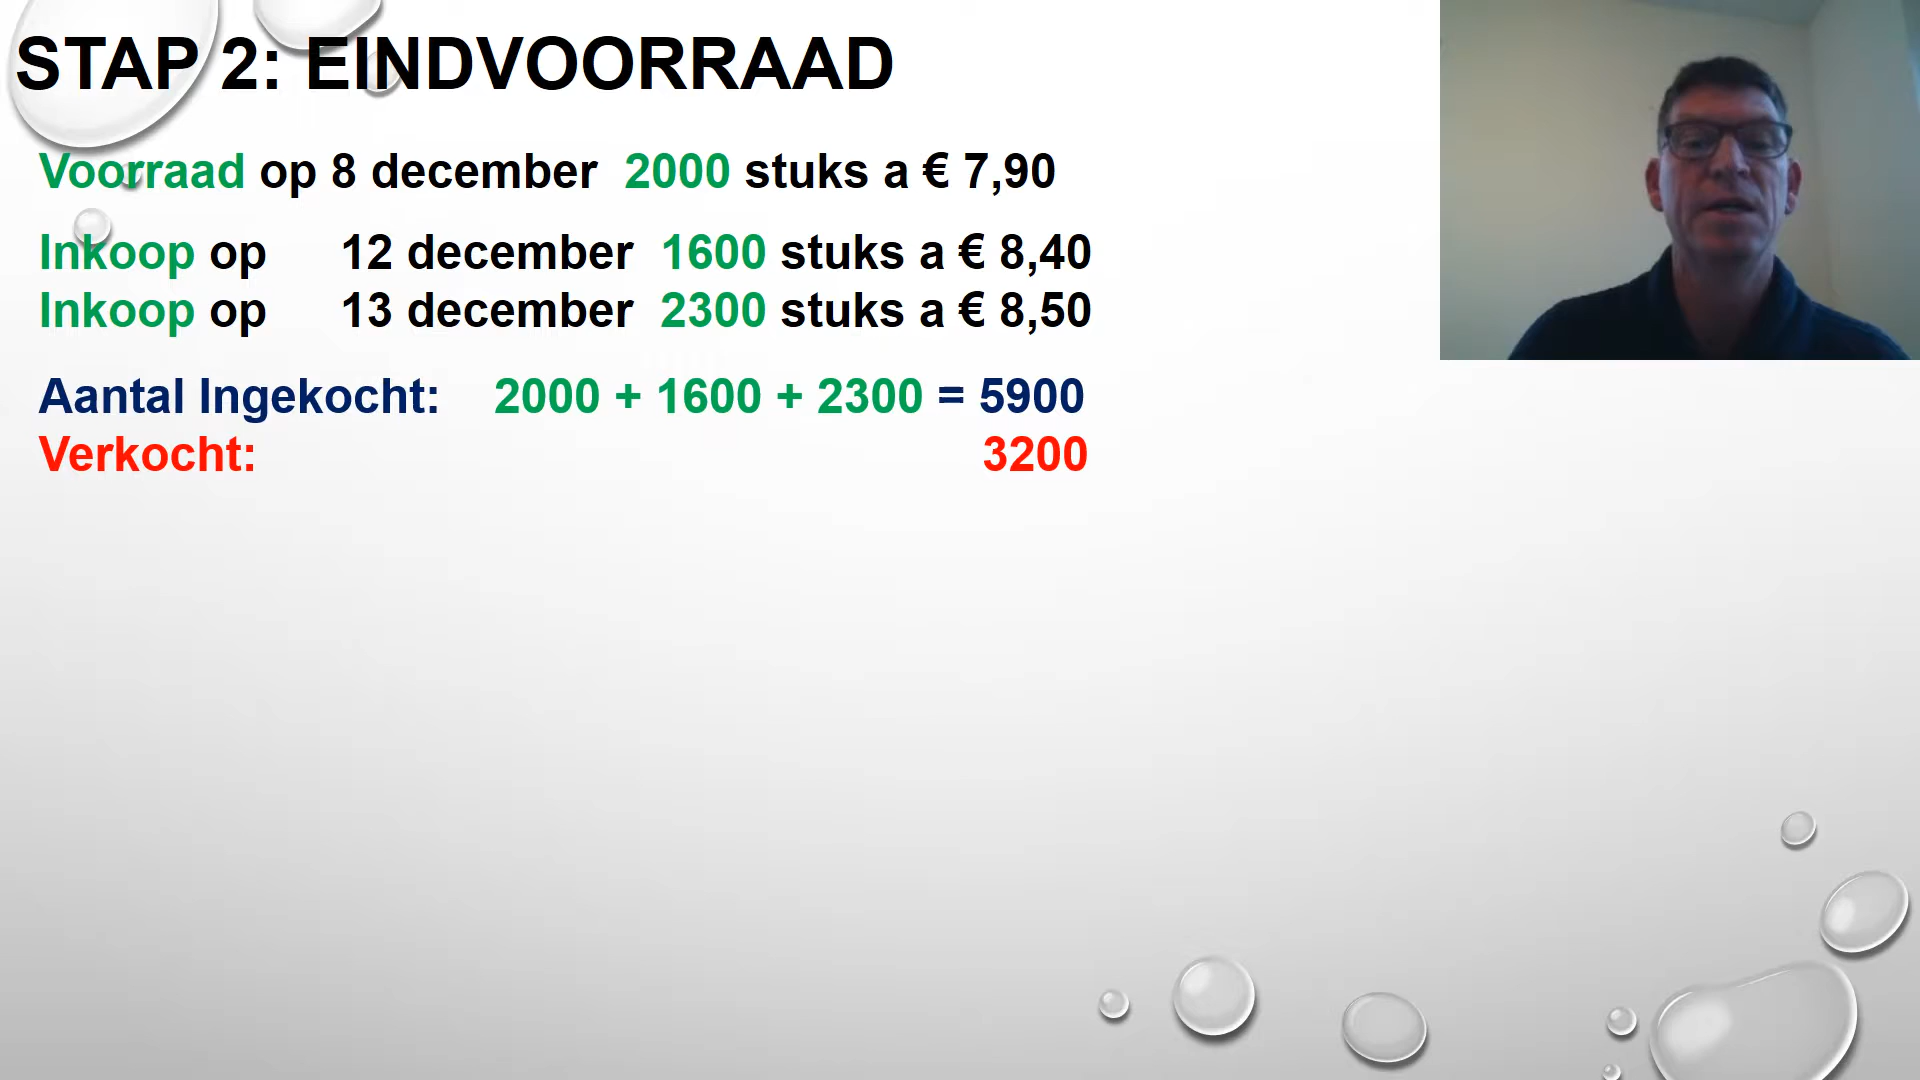 STAP 2: EINDVOORRAAD
Voorraad op 8 december 2000 stuks a € 7,90
Inkoop op 12 december 1600 stuks a € 8,40
Inkoop op 13 december 2300 stuks a € 8,50
Aantal Ingekocht: 2000 + 1600 + 2300 = 5900
Verkocht: 3200